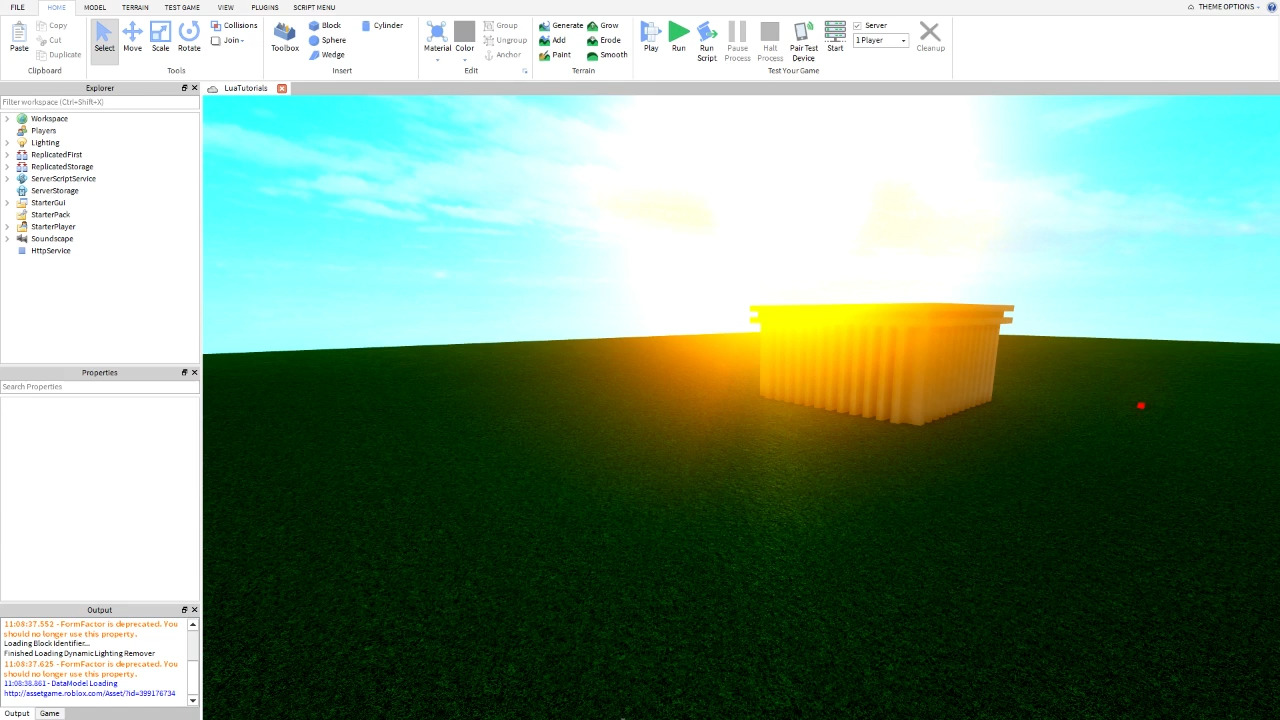 FILE HOME MODEL TERRAIN TEST GAME VIEW PLUGINS SCRIPT MENU THEME OPTIONS
Paste
Copy
Cut
Duplicate
Clipboard
Select
Move
Scale
Rotate
Collisions
Join
Tools
Toolbox
Block
Sphere
Wedge
Cylinder
Insert
Material
Color
Group
Ungroup
Anchor
Edit
Generate
Add
Paint
Grow
Erode
Smooth
Terrain
Play
Run
Run Script
Pause Process
Halt Process
Pair Test Device
Start
Server
1 Player
Cleanup
Test Your Game
Explorer
Filter workspace (Ctrl+Shift+X)
Workspace
Players
Lighting
ReplicatedFirst
ReplicatedStorage
ServerScriptService
ServerStorage
StarterGui
StarterPack
StarterPlayer
Soundscape
HttpService
LuaTutorials
Properties
Search Properties
Output
11:08:37.552 - FormFactor is deprecated. You
should no longer use this property.
Loading Block Identifier...
Finished Loading Dynamic Lighting Remover
11:08:37.625 - FormFactor is deprecated. You
should no longer use this property.
11:08:38.861 - DataModel Loading
http://assetgame.roblox.com/Asset/?id=399176734
Output Game